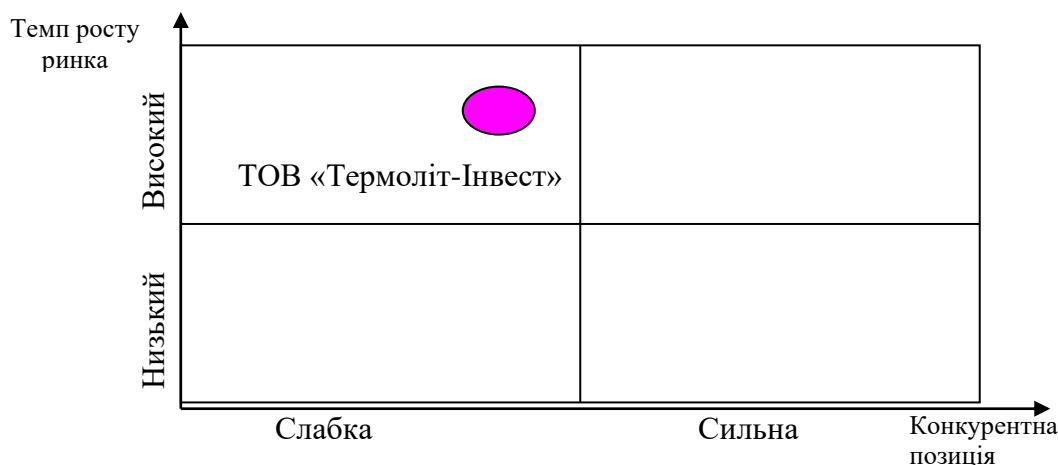 Темп росту
ринка
Високий
ТОВ «Термоліт-Інвест»
Низький
Слабка
Сильна
Конкурентна
позиція